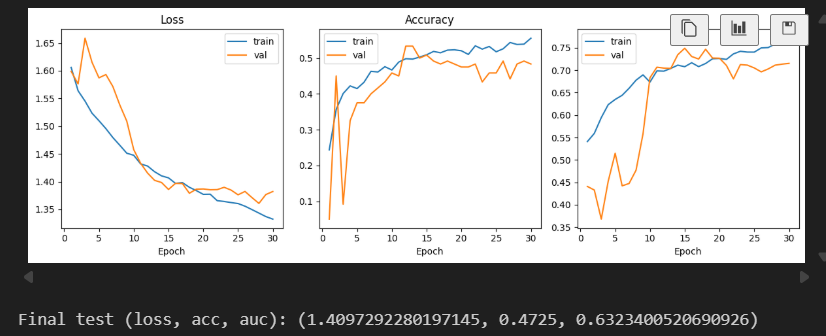 Loss
Accuracy
train
val
1.65
1.60
1.55
1.50
1.45
1.40
1.35
0 5 10 15 20 25 30
Epoch
train
val
0.5
0.4
0.3
0.2
0.1
0 5 10 15 20 25 30
Epoch
train
val
0.75
0.70
0.65
0.60
0.55
0.50
0.45
0.40
0.35
0 5 10 15 20 25 30
Epoch
Final test (loss, acc, auc): (1.4097292280197145, 0.4725, 0.6323400520690926)